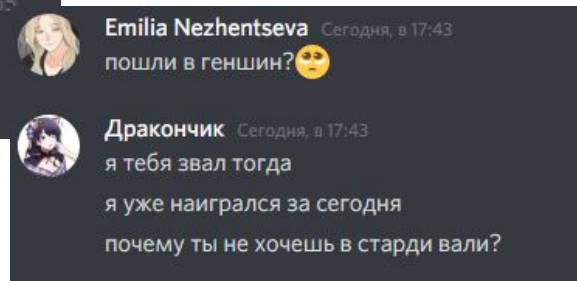 Emilia Nezhentseva Сегодня, в 17:43
пошли в геншин?🥺
Дракончик Сегодня, в 17:43
я тебя звал тогда
я уже наигрался за сегодня
почему ты не хочешь в старди вали?